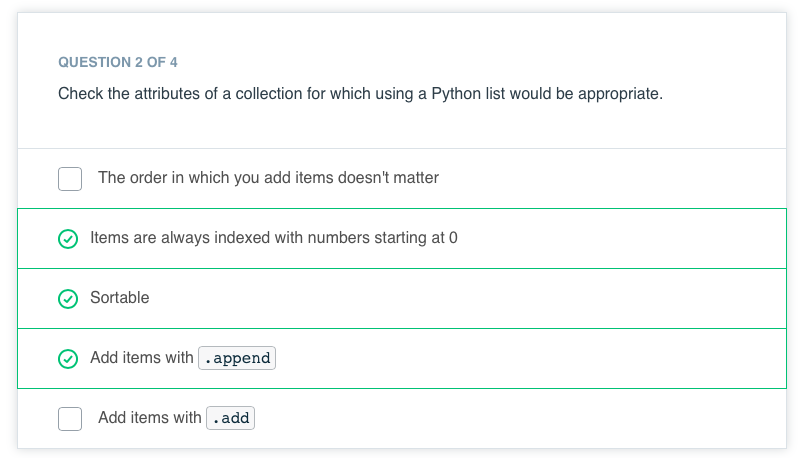 QUESTION 2 OF 4
Check the attributes of a collection for which using a Python list would be appropriate.
The order in which you add items doesn't matter
Items are always indexed with numbers starting at 0
Sortable
Add items with .append
Add items with .add